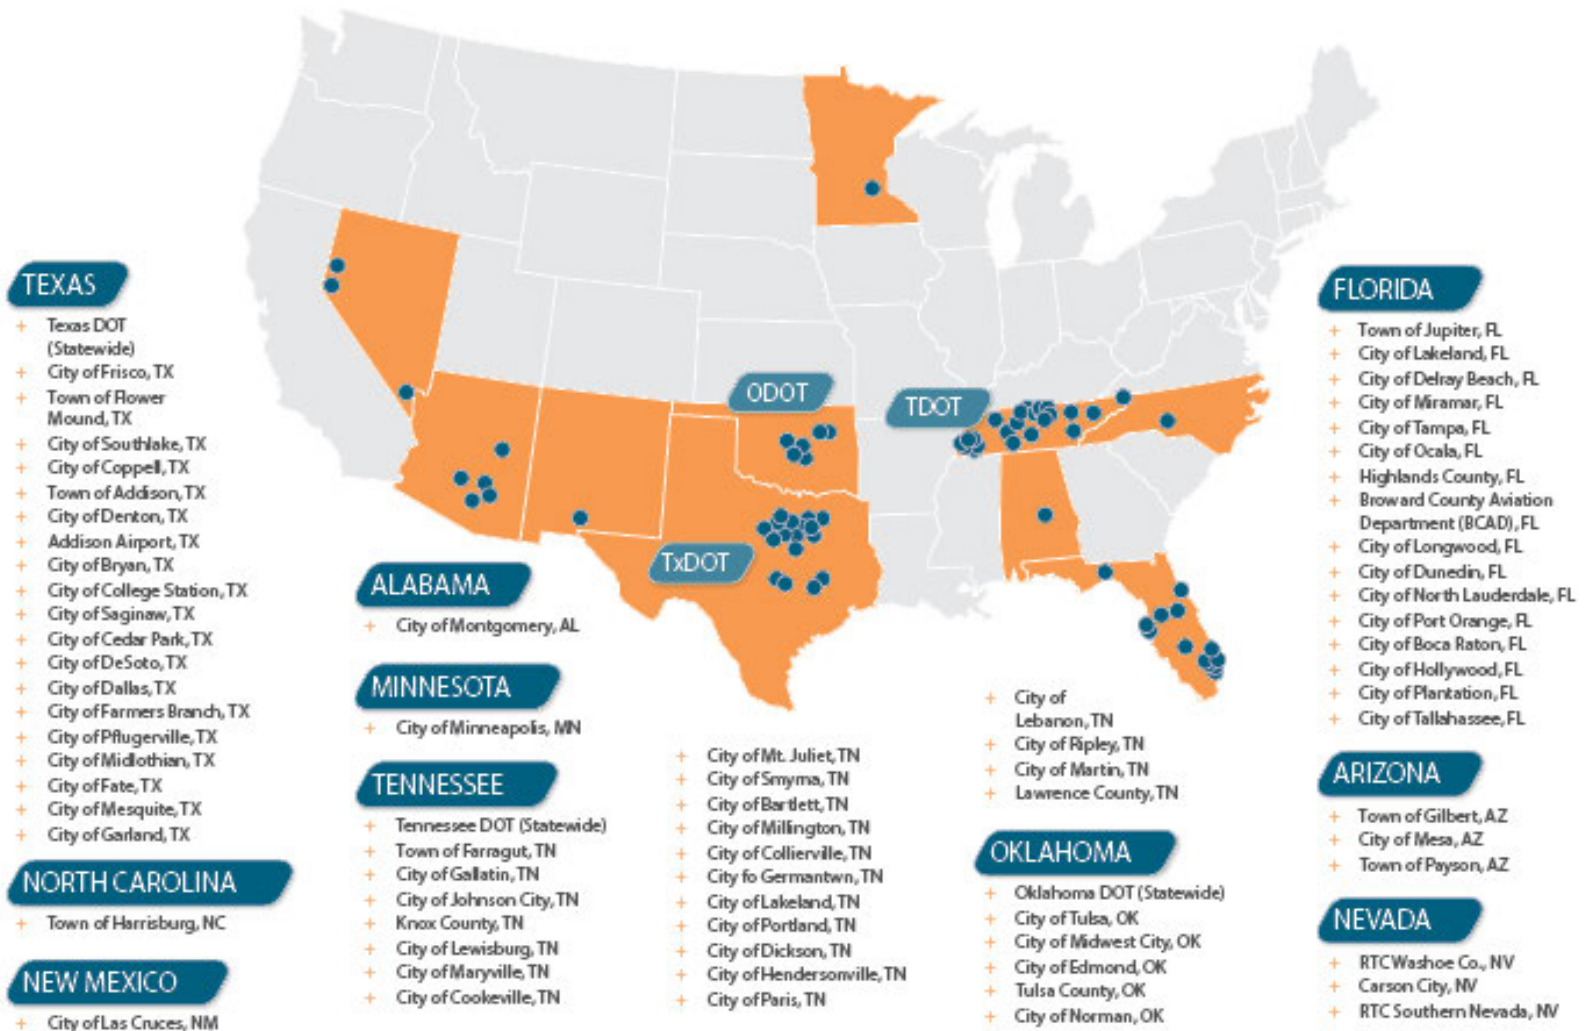 ODOT
TDOT
TxDOT
TEXAS
+ Texas DOT
(Statewide)
+ City of Frisco, TX
+ Town of Flower
Mound, TX
+ City of Southlake, TX
+ City of Coppell, TX
+ Town of Addison, TX
+ City of Denton, TX
+ Addison Airport, TX
+ City of Bryan, TX
+ City of College Station, TX
+ City of Saginaw, TX
+ City of Cedar Park, TX
+ City of DeSoto, TX
+ City of Dallas, TX
+ City of Farmers Branch, TX
+ City of Pflugerville, TX
+ City of Midlothian, TX
+ City of Fate, TX
+ City of Mesquite, TX
+ City of Garland, TX
NORTH CAROLINA
+ Town of Harrisburg, NC
NEW MEXICO
+ City of Las Cruces, NM
ALABAMA
+ City of Montgomery, AL
MINNESOTA
+ City of Minneapolis, MN
TENNESSEE
+ Tennessee DOT (Statewide)
+ Town of Farragut, TN
+ City of Gallatin, TN
+ City of Johnson City, TN
+ Knox County, TN
+ City of Lewisburg, TN
+ City of Maryville, TN
+ City of Cookeville, TN
+ City of Mt. Juliet, TN
+ City of Smyrna, TN
+ City of Bartlett, TN
+ City of Millington, TN
+ City of Collierville, TN
+ City fo Germantwn, TN
+ City of Lakeland, TN
+ City of Portland, TN
+ City of Dickson, TN
+ City of Hendersonville, TN
+ City of Paris, TN
+ City of
Lebanon, TN
+ City of Ripley, TN
+ City of Martin, TN
+ Lawrence County, TN
OKLAHOMA
+ Oklahoma DOT (Statewide)
+ City of Tulsa, OK
+ City of Midwest City, OK
+ City of Edmond, OK
+ Tulsa County, OK
+ City of Norman, OK
FLORIDA
+ Town of Jupiter, FL
+ City of Lakeland, FL
+ City of Delray Beach, FL
+ City of Miramar, FL
+ City of Tampa, FL
+ City of Ocala, FL
+ Highlands County, FL
+ Broward County Aviation
Department (BCAD), FL
+ City of Longwood, FL
+ City of Dunedin, FL
+ City of North Lauderdale, FL
+ City of Port Orange, FL
+ City of Boca Raton, FL
+ City of Hollywood, FL
+ City of Plantation, FL
+ City of Tallahassee, FL
ARIZONA
+ Town of Gilbert, AZ
+ City of Mesa, AZ
+ Town of Payson, AZ
NEVADA
+ RTC Washoe Co., NV
+ Carson City, NV
+ RTC Southern Nevada, NV